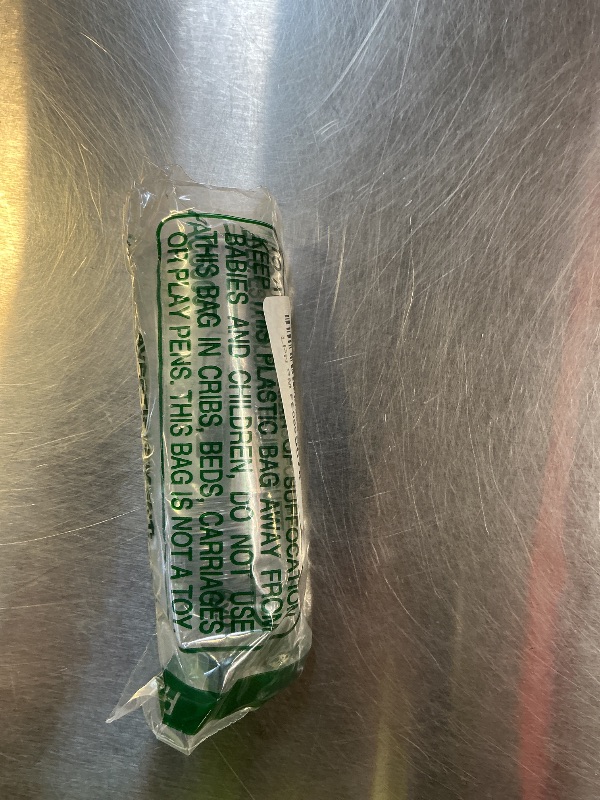 OF SUFFOCATION
KEEP THIS PLASTIC BAG AWAY FROM
BABIES AND CHILDREN. DO NOT USE
THIS BAG IN CRIBS, BEDS, CARRIAGES
OR PLAY PENS. THIS BAG IS NOT A TOY